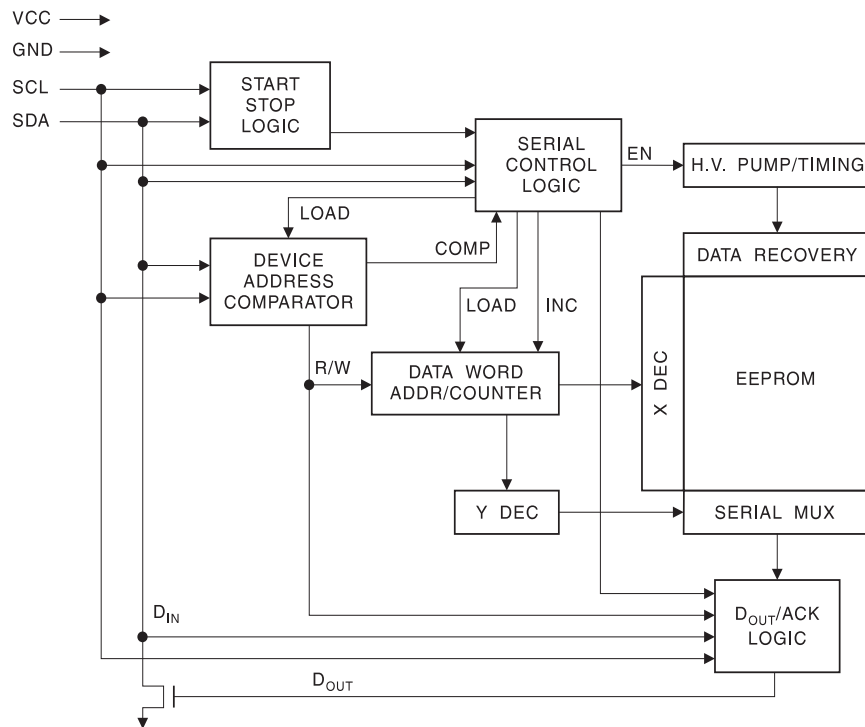 VCC
GND
SCL
SDA
START
STOP
LOGIC
SERIAL
CONTROL
LOGIC
EN
H.V. PUMP/TIMING
LOAD
COMP
DEVICE
ADDRESS
COMPARATOR
DATA RECOVERY
LOAD
INC
R/W
DATA WORD
ADDR/COUNTER
X DEC
EEPROM
Y DEC
SERIAL MUX
DIN
DOUT/ACK
LOGIC
DOUT